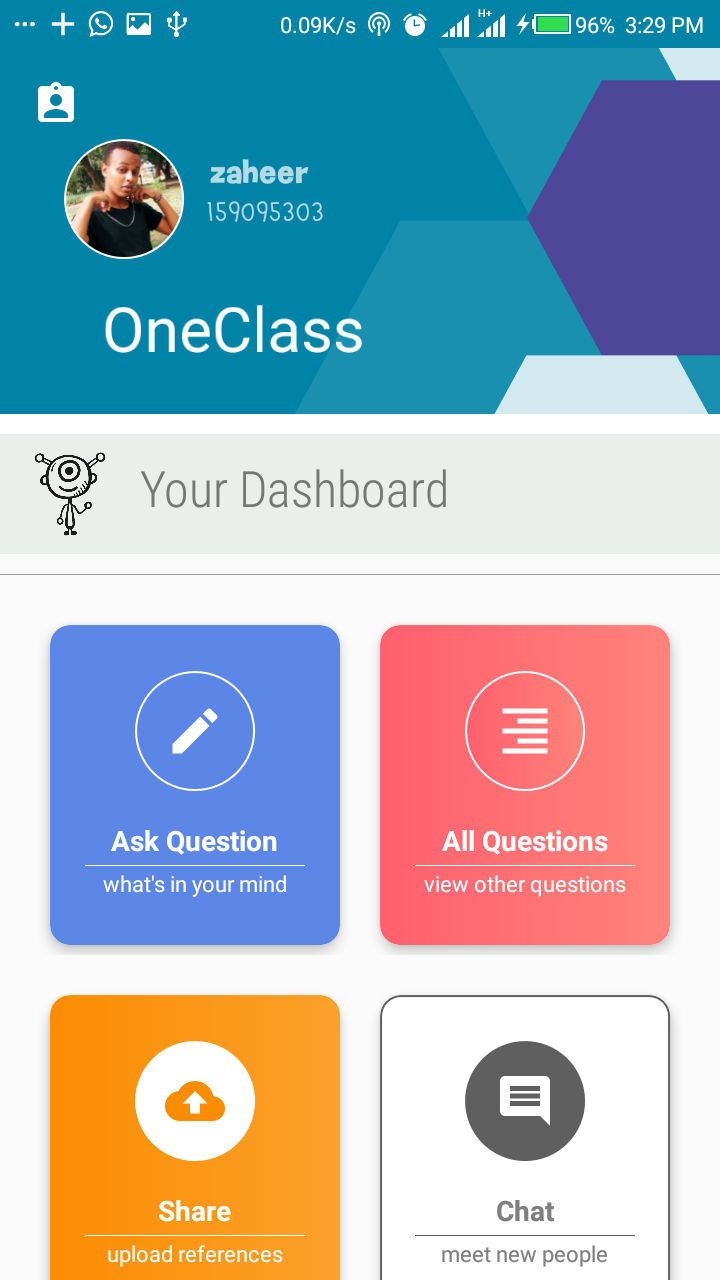 0.09K/s H+ 96% 3:29 PM
zaheer
159095303
OneClass
Your Dashboard
Ask Question
what's in your mind
All Questions
view other questions
Share
upload references
Chat
meet new people